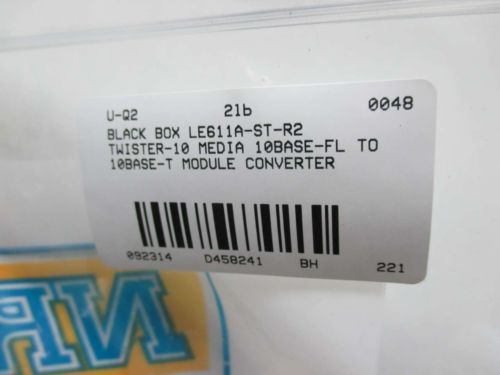 U-Q2 2lb 0048
BLACK BOX LE611A-ST-R2
TWISTER-10 MEDIA 10BASE-FL TO
10BASE-T MODULE CONVERTER
092314 D458241 BH 221